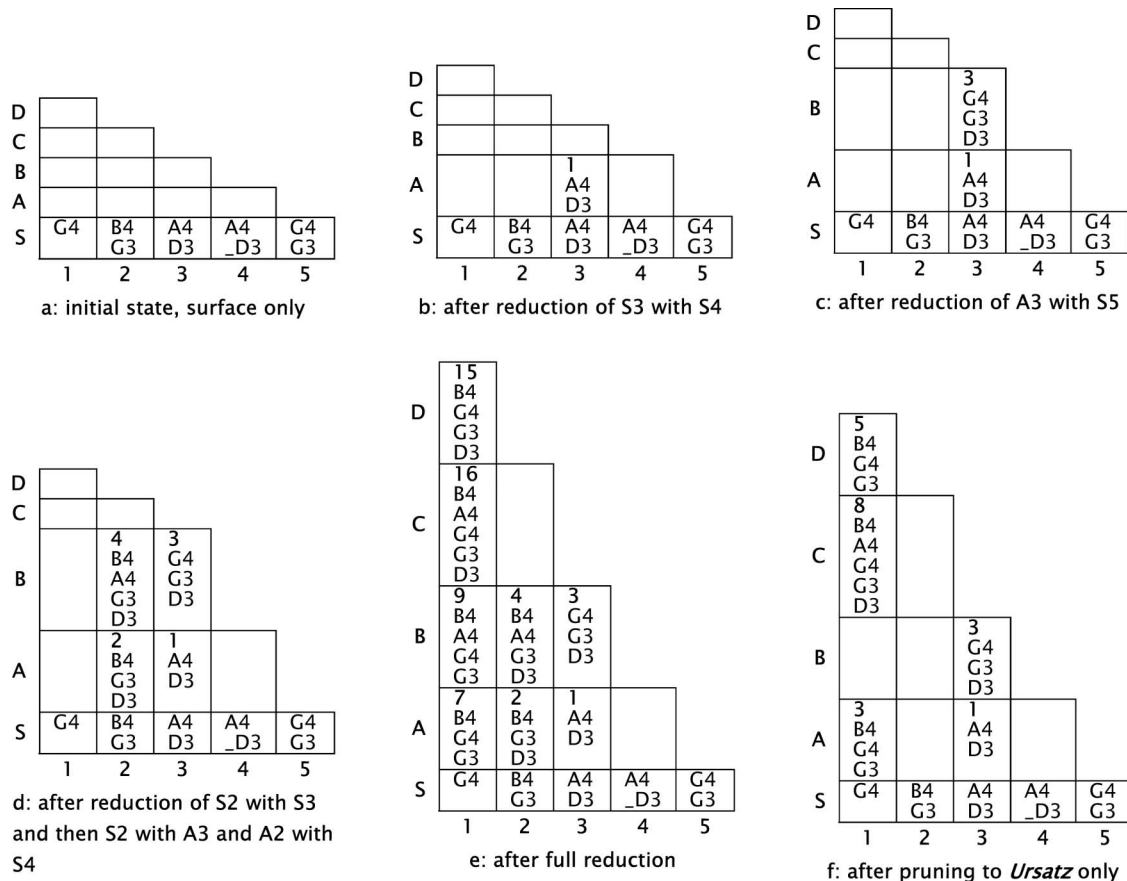 D
C
B
A
S
G4 B4 A4 A4 G4
G3 D3 _D3 G3
1 2 3 4 5
a: initial state, surface only
D
C
B
A
1
A4
D3
S
G4 B4 A4 A4 G4
G3 D3 _D3 G3
1 2 3 4 5
b: after reduction of S3 with S4
D
C
B
3
G4
G3
D3
A
1
A4
D3
S
G4 B4 A4 A4 G4
G3 D3 _D3 G3
1 2 3 4 5
c: after reduction of A3 with S5
D
C
B
4 3
B4 G4
A4 G3
G3 D3
D3
A
2 1
B4 A4
G3 D3
D3
S
G4 B4 A4 A4 G4
G3 D3 _D3 G3
1 2 3 4 5
d: after reduction of S2 with S3
and then S2 with A3 and A2 with
S4
D
15
B4
G4
G3
D3
C
16
B4
A4
G4
G3
D3
B
9 4 3
B4 B4 G4
A4 A4 G3
G4 G3 D3
G3 D3
A
7 2 1
B4 B4 A4
G4 G3 D3
G3 D3
S
G4 B4 A4 A4 G4
G3 D3 _D3 G3
1 2 3 4 5
e: after full reduction
D
5
B4
G4
G3
C
8
B4
A4
G4
G3
D3
B
3
G4
G3
D3
A
3 1
B4 A4
G4 D3
G3
S
G4 B4 A4 A4 G4
G3 D3 _D3 G3
1 2 3 4 5
f: after pruning to Ursatz only